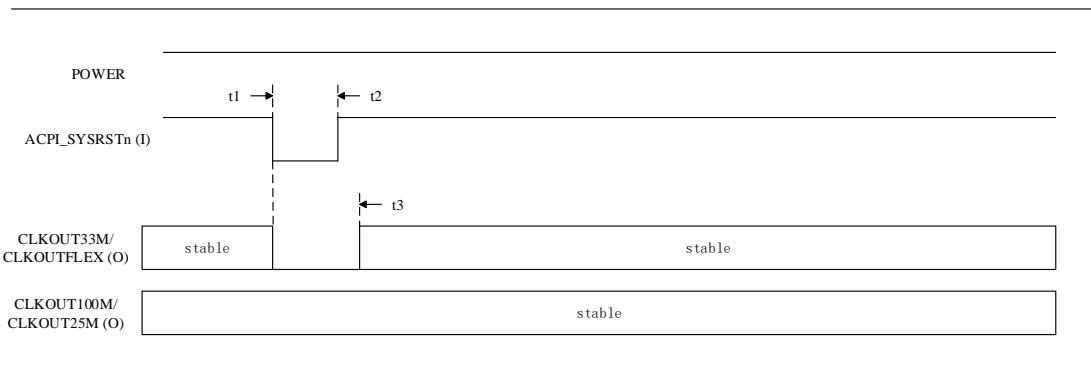 POWER
t1
t2
ACPI_SYSRSTn (I)
t3
CLKOUT33M/
CLKOUTFLEX (O)
stable
stable
CLKOUT100M/
CLKOUT25M (O)
stable